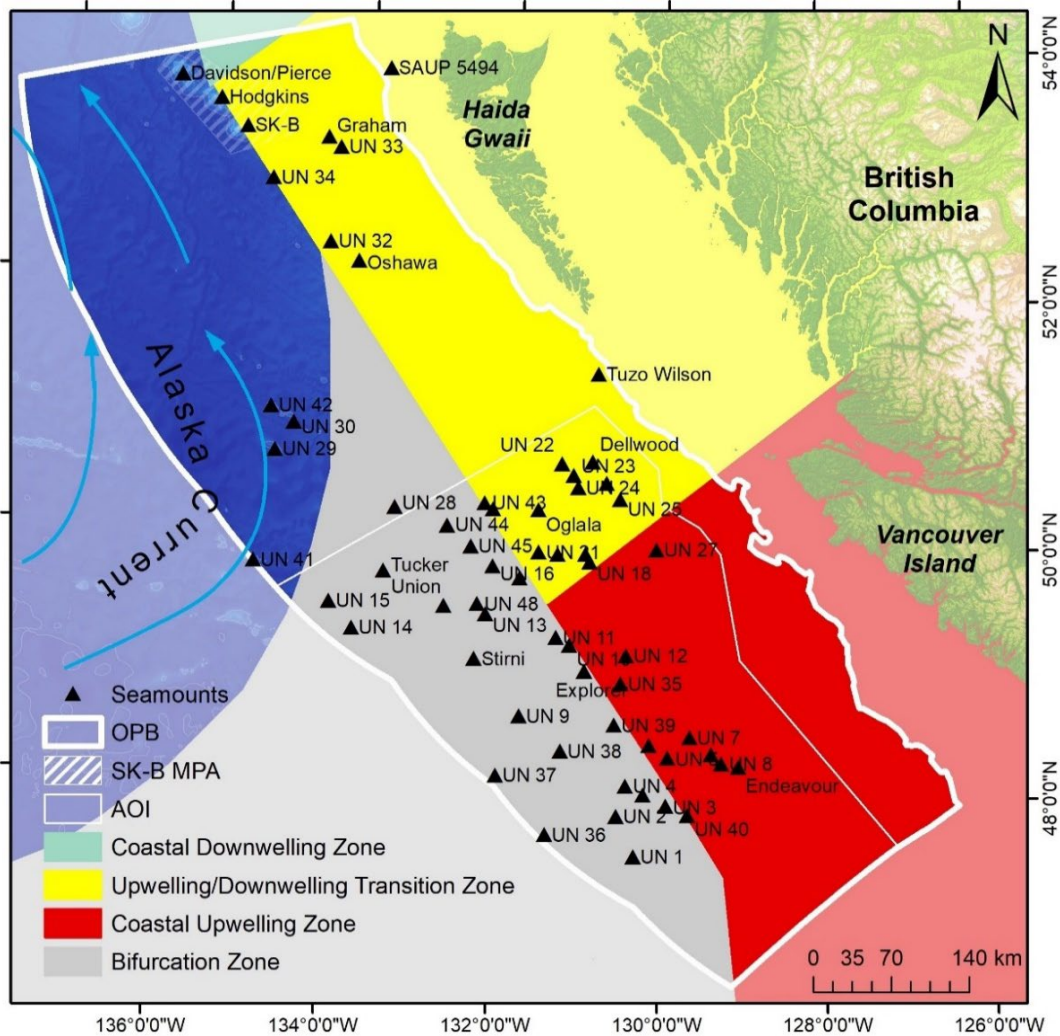 54°0'0"N
N
SAUP 5494
Davidson/Pierce
Hodgkins
Haida
Gwaii
SK-B
Graham
UN 33
UN 34
British
Columbia
UN 32
Oshawa
52°0'0"N
Tuzo Wilson
Alaska Current
UN 42
UN 30
UN 29
UN 22
Dellwood
UN 23
UN 24
UN 25
UN 28
UN 43
Oglala
UN 44
UN 45
UN 21
UN 27
50°0'0"N
Vancouver
Island
UN 41
Tucker
Union
UN 16
UN 18
UN 15
UN 48
UN 13
UN 14
UN 11
Stirni
UN 12
Explorer
UN 35
UN 9
UN 39
UN 7
UN 38
UN 8
Endeavour
UN 37
UN 4
UN 3
UN 2
UN 40
UN 36
UN 1
48°0'0"N
Seamounts
OPB
SK-B MPA
AOI
Coastal Downwelling Zone
Upwelling/Downwelling Transition Zone
Coastal Upwelling Zone
Bifurcation Zone
0 35 70 140 km
136°0'0"W
134°0'0"W
132°0'0"W
130°0'0"W
128°0'0"W
126°0'0"W